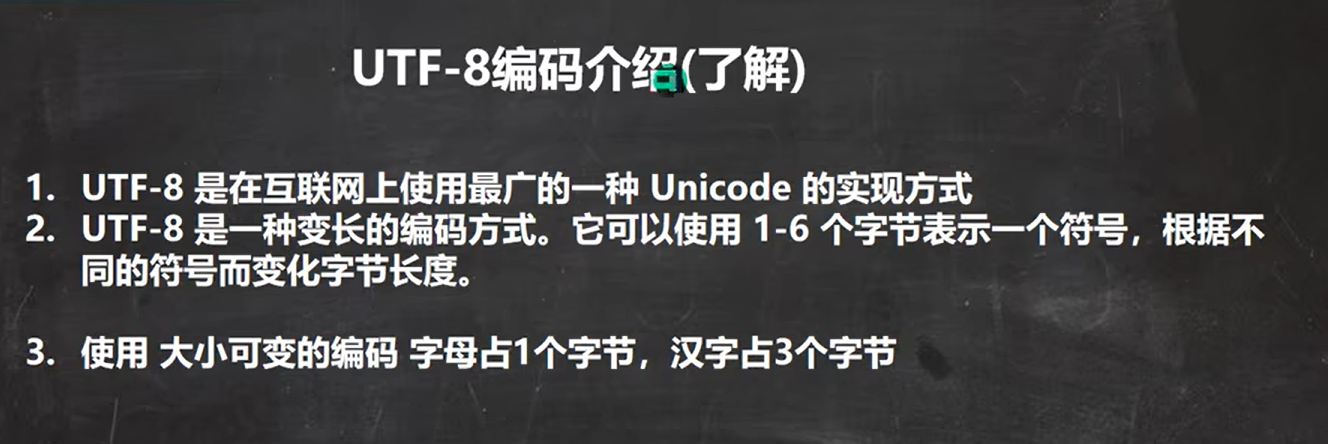 UTF-8编码介绍(了解)
1. UTF-8 是在互联网上使用最广的一种 Unicode 的实现方式
2. UTF-8 是一种变长的编码方式。它可以使用 1-6 个字节表示一个符号，根据不
同的符号而变化字节长度。
3. 使用 大小可变的编码 字母占1个字节，汉字占3个字节